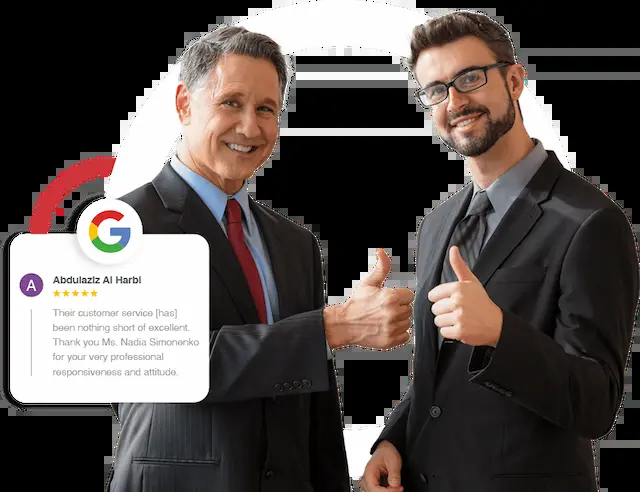 G
A
Abdulaziz Al Harbi
Their customer service [has]
been nothing short of excellent.
Thank you Ms. Nadia Simonenko
for your very professional
responsiveness and attitude.